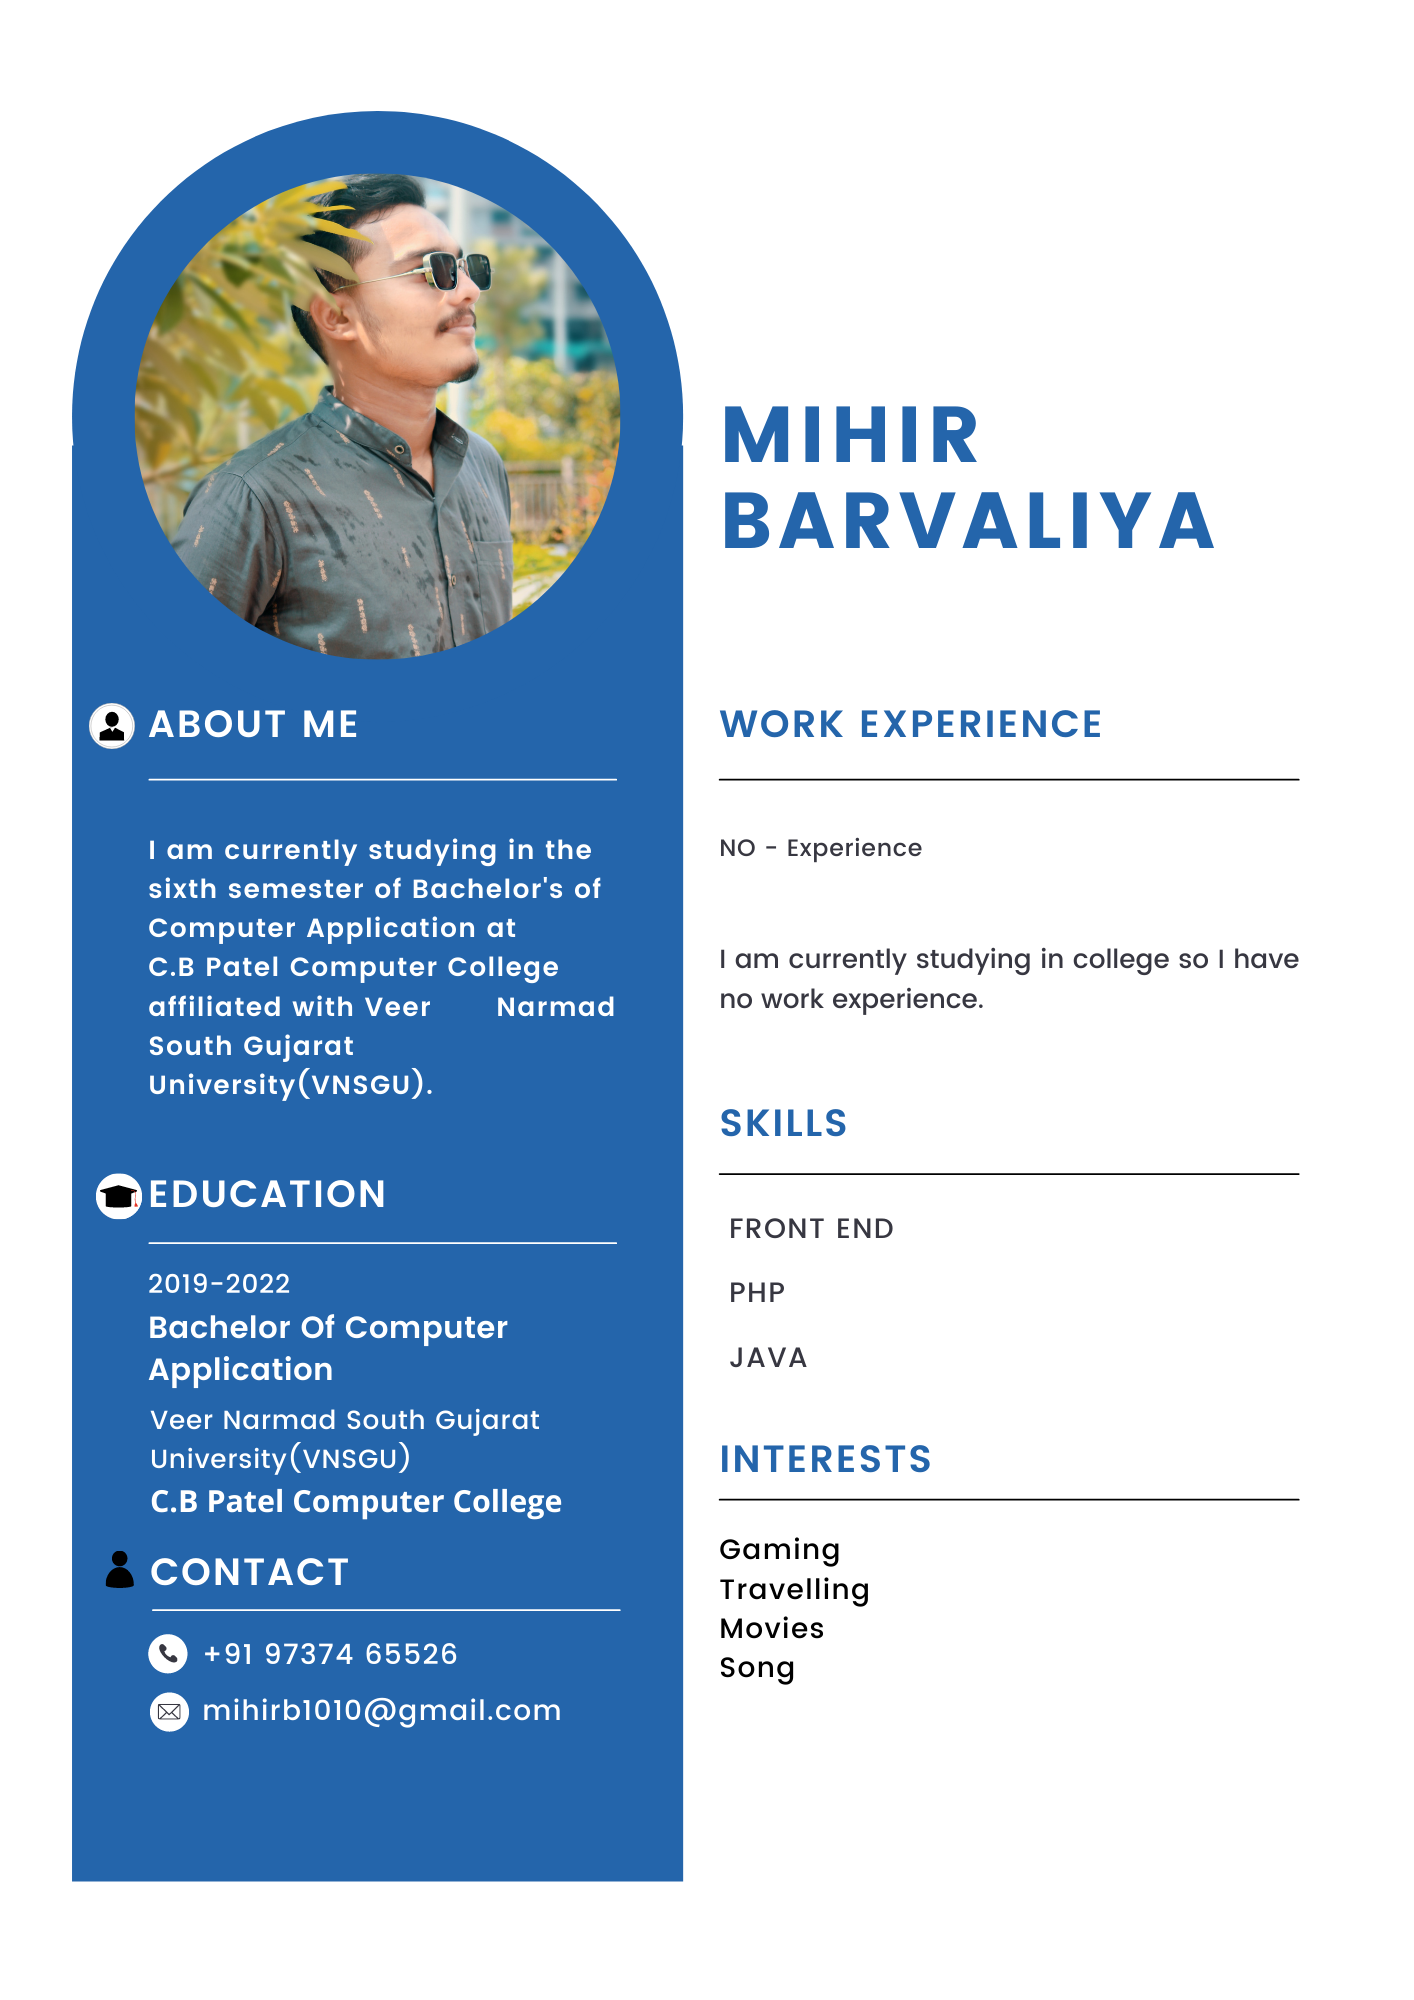 MIHIR
BARVALIYA
ABOUT ME
I am currently studying in the
sixth semester of Bachelor's of
Computer Application at
C.B Patel Computer College
affiliated with Veer Narmad
South Gujarat
University(VNSGU).
EDUCATION
2019-2022
Bachelor Of Computer
Application
Veer Narmad South Gujarat
University(VNSGU)
C.B Patel Computer College
CONTACT
+91 97374 65526
mihirb1010@gmail.com
WORK EXPERIENCE
NO - Experience
I am currently studying in college so I have
no work experience.
SKILLS
FRONT END
PHP
JAVA
INTERESTS
Gaming
Travelling
Movies
Song